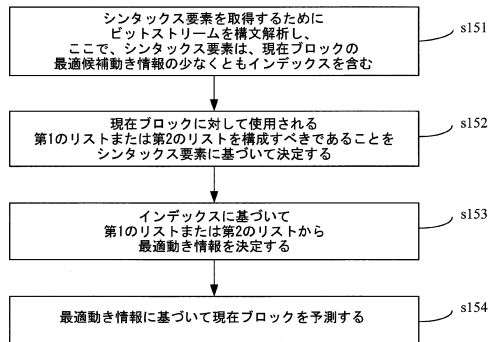 シンタックス要素を取得するために
ビットストリームを構文解析し、
ここで、シンタックス要素は、現在ブロックの
最適候補動き情報の少なくともインデックスを含む
s151
現在ブロックに対して使用される
第1のリストまたは第2のリストを構成すべきであることを
シンタックス要素に基づいて決定する
s152
インデックスに基づいて
第1のリストまたは第2のリストから
最適動き情報を決定する
s153
最適動き情報に基づいて現在ブロックを予測する
s154